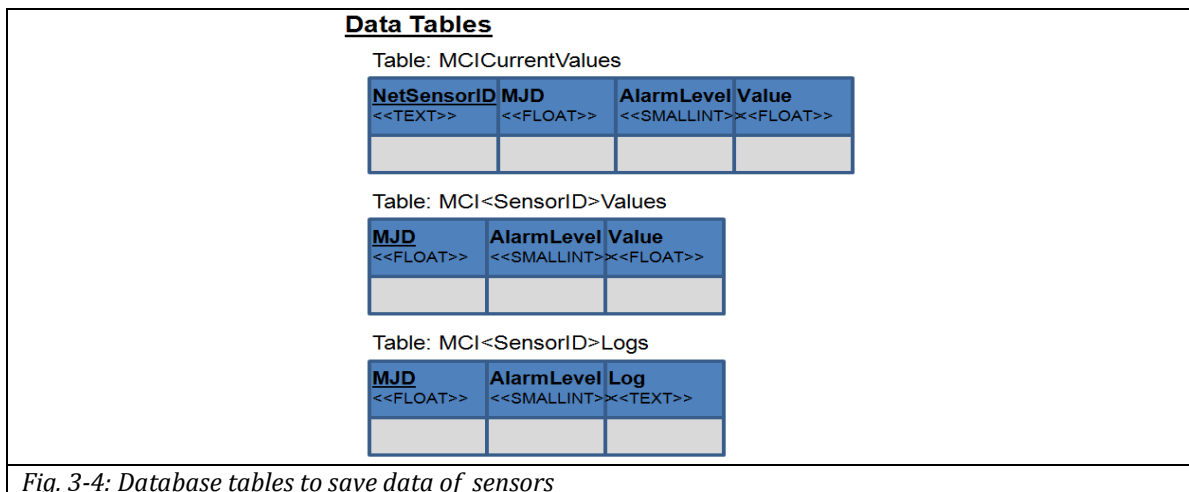 Data Tables
Table: MCICurrentValues
NetSensorID MJD AlarmLevel Value
<<TEXT>> <<FLOAT>> <<SMALLINT>> <<FLOAT>>
Table: MCI<SensorID>Values
MJD AlarmLevel Value
<<FLOAT>> <<SMALLINT>> <<FLOAT>>
Table: MCI<SensorID>Logs
MJD AlarmLevel Log
<<FLOAT>> <<SMALLINT>> <<TEXT>>
Fig. 3-4: Database tables to save data of sensors